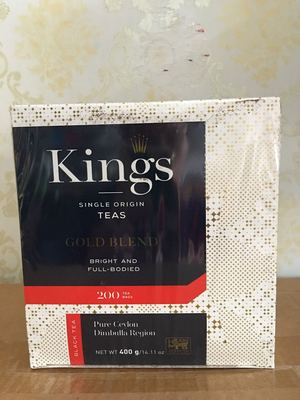 Kings
SINGLE ORIGIN
TEAS
GOLD BLEND
BRIGHT AND
FULL-BODIED
200 TEA BAGS
BLACK TEA
Pure Ceylon
Dimbulla Region
NET WT 400 g/14.11 oz